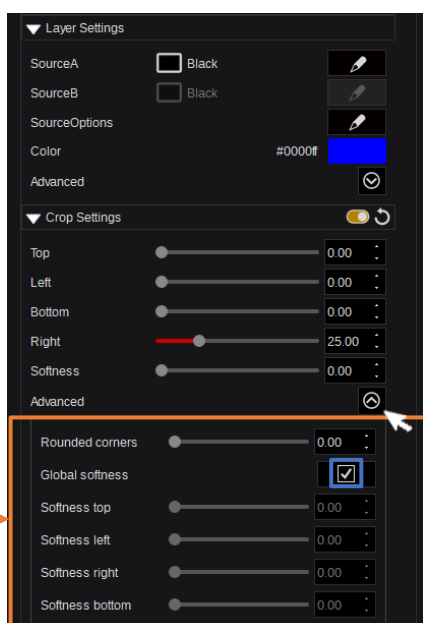 Layer Settings
SourceA Black
SourceB Black
SourceOptions
Color #0000ff
Advanced
Crop Settings
Top 0.00
Left 0.00
Bottom 0.00
Right 25.00
Softness 0.00
Advanced
Rounded corners 0.00
Global softness
Softness top 0.00
Softness left 0.00
Softness right 0.00
Softness bottom 0.00